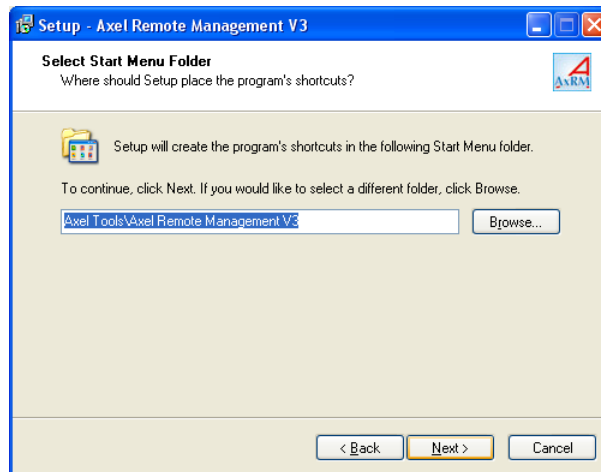 Setup - Axel Remote Management V3
Select Start Menu Folder
Where should Setup place the program's shortcuts?
AxRM
Setup will create the program's shortcuts in the following Start Menu folder.
To continue, click Next. If you would like to select a different folder, click Browse.
Axel Tools\Axel Remote Management V3
Browse...
< Back
Next >
Cancel